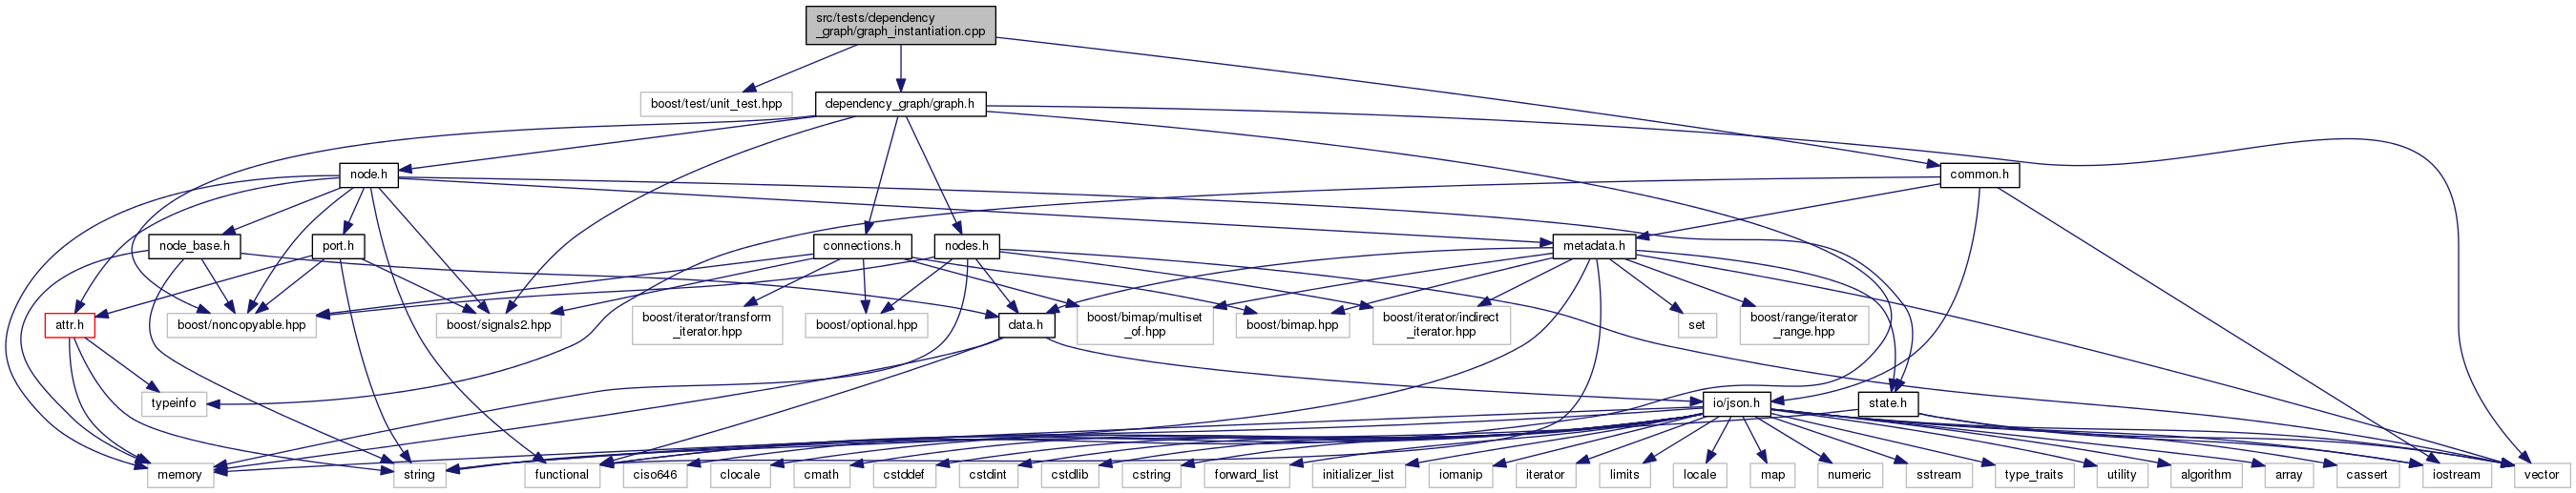 src/tests/dependency
_graph/graph_instantiation.cpp
boost/test/unit_test.hpp
dependency_graph/graph.h
node.h
common.h
node_base.h
port.h
connections.h
nodes.h
metadata.h
attr.h
boost/noncopyable.hpp
boost/signals2.hpp
boost/iterator/transform
_iterator.hpp
boost/optional.hpp
data.h
boost/bimap/multiset
_of.hpp
boost/bimap.hpp
boost/iterator/indirect
_iterator.hpp
set
boost/range/iterator
_range.hpp
typeinfo
io/json.h
state.h
memory
string
functional
ciso646
clocale
cmath
cstddef
cstdint
cstdlib
cstring
forward_list
initializer_list
iomanip
iterator
limits
locale
map
numeric
sstream
type_traits
utility
algorithm
array
cassert
iostream
vector